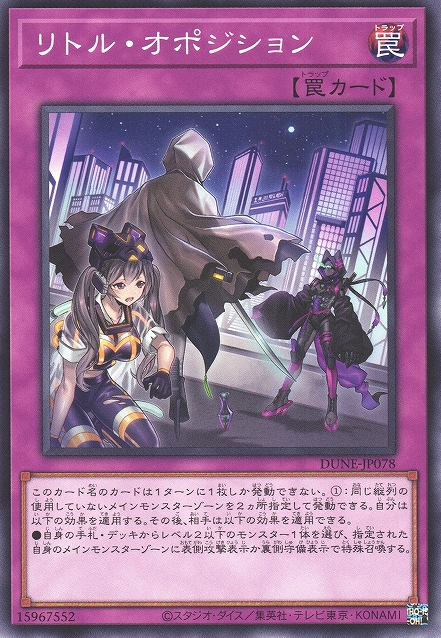 リトル・オポジション
罠
トラップ
【罠カード】
トラップ
DUNE-JP078
このカード名のカードは１ターンに１枚しか発動できない。①：同じ縦列の
使用していないメインモンスターゾーンを２ヵ所指定して発動できる。自分は
以下の効果を適用する。その後、相手は以下の効果を適用できる。
●自身の手札・デッキからレベル２以下のモンスター１体を選び、指定された
自身のメインモンスターゾーンに表側攻撃表示か裏側守備表示で特殊召喚する。
15967552
©スタジオ・ダイス／集英社・テレビ東京・KONAMI